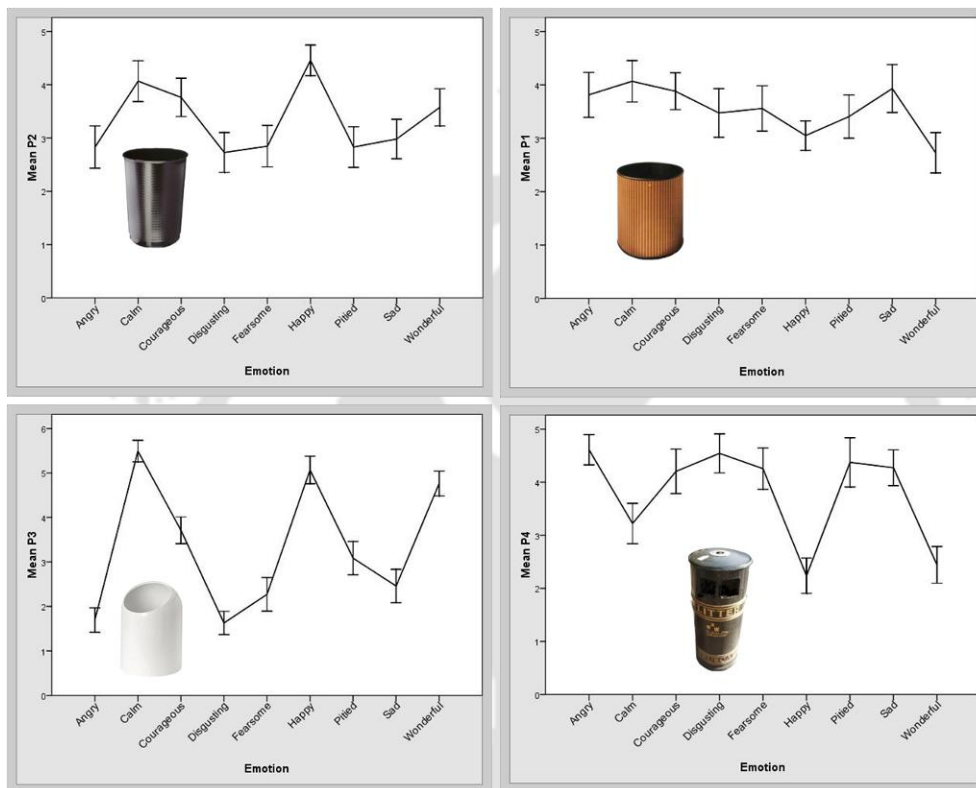 5
4
3
2
1
0
Mean P2
Angry
Calm
Courageous
Disgusting
Fearsome
Happy
Pitied
Sad
Wonderful
Emotion
5
4
3
2
1
0
Mean P1
Angry
Calm
Courageous
Disgusting
Fearsome
Happy
Pitied
Sad
Wonderful
Emotion
6
5
4
3
2
1
0
Mean P3
Angry
Calm
Courageous
Disgusting
Fearsome
Happy
Pitied
Sad
Wonderful
Emotion
5
4
3
2
1
0
Mean P4
LITTER
Angry
Calm
Courageous
Disgusting
Fearsome
Happy
Pitied
Sad
Wonderful
Emotion